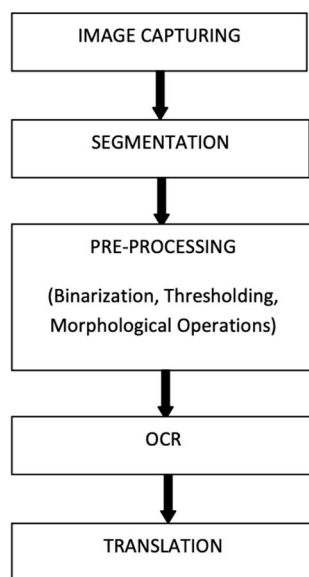 IMAGE CAPTURING
SEGMENTATION
PRE-PROCESSING
(Binarization, Thresholding,
Morphological Operations)
OCR
TRANSLATION